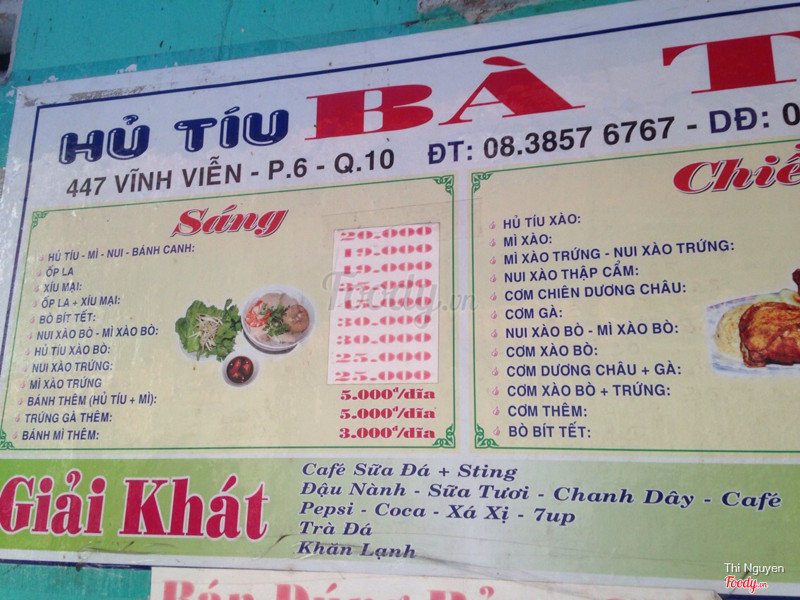 HỦ TÍU BÀ T
447 VĨNH VIỄN - P.6 - Q.10 ĐT: 08.3857 6767 - DĐ: 0
Sáng
HỦ TÍU - MÌ - NUI - BÁNH CANH:
ỐP LA
XÍU MẠI:
ỐP LA + XÍU MẠI:
BÒ BÍT TẾT:
NUI XÀO BÒ - MÌ XÀO BÒ:
HỦ TÍU XÀO BÒ:
NUI XÀO TRỨNG:
MÌ XÀO TRỨNG
BÁNH THÊM (HỦ TÍU + MÌ):
TRỨNG GÀ THÊM:
BÁNH MÌ THÊM:
20.000
19.000
30.000
30.000
25.000
25.000
5.000đ/dĩa
5.000đ/dĩa
3.000đ/dĩa
Chiề
HỦ TÍU XÀO:
MÌ XÀO:
MÌ XÀO TRỨNG - NUI XÀO TRỨNG:
NUI XÀO THẬP CẨM:
CƠM CHIÊN DƯƠNG CHÂU:
CƠM GÀ:
NUI XÀO BÒ - MÌ XÀO BÒ:
CƠM XÀO BÒ:
CƠM DƯƠNG CHÂU + GÀ:
CƠM XÀO BÒ + TRỨNG:
CƠM THÊM:
BÒ BÍT TẾT:
Giải Khát
Café Sữa Đá + Sting
Đậu Nành - Sữa Tươi - Chanh Dây - Café
Pepsi - Coca - Xá Xị - 7up
Trà Đá
Khăn Lạnh
Foody.vn
Thi Nguyen
Foody.vn